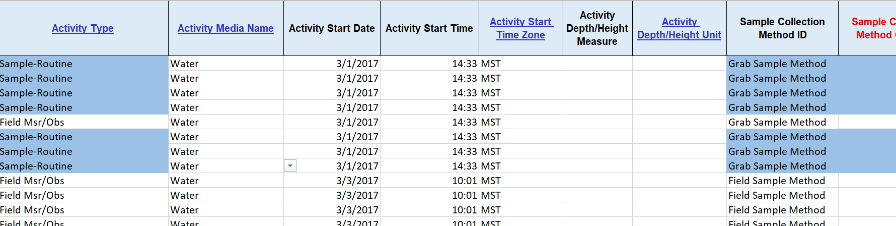 Activity Type Activity Media Name Activity Start Date Activity Start Time Activity Start Time Zone Activity Depth/Height Measure Activity Depth/Height Unit Sample Collection Method ID Sample C Method
Sample-Routine Water 3/1/2017 14:33 MST Grab Sample Method
Sample-Routine Water 3/1/2017 14:33 MST Grab Sample Method
Sample-Routine Water 3/1/2017 14:33 MST Grab Sample Method
Sample-Routine Water 3/1/2017 14:33 MST Grab Sample Method
Field Msr/Obs Water 3/1/2017 14:33 MST Grab Sample Method
Sample-Routine Water 3/1/2017 14:33 MST Grab Sample Method
Sample-Routine Water 3/1/2017 14:33 MST Grab Sample Method
Sample-Routine Water 3/1/2017 14:33 MST Grab Sample Method
Field Msr/Obs Water 3/3/2017 10:01 MST Field Sample Method
Field Msr/Obs Water 3/3/2017 10:01 MST Field Sample Method
Field Msr/Obs Water 3/3/2017 10:01 MST Field Sample Method
Field Msr/Obs Water 3/3/2017 10:01 MST Field Sample Method